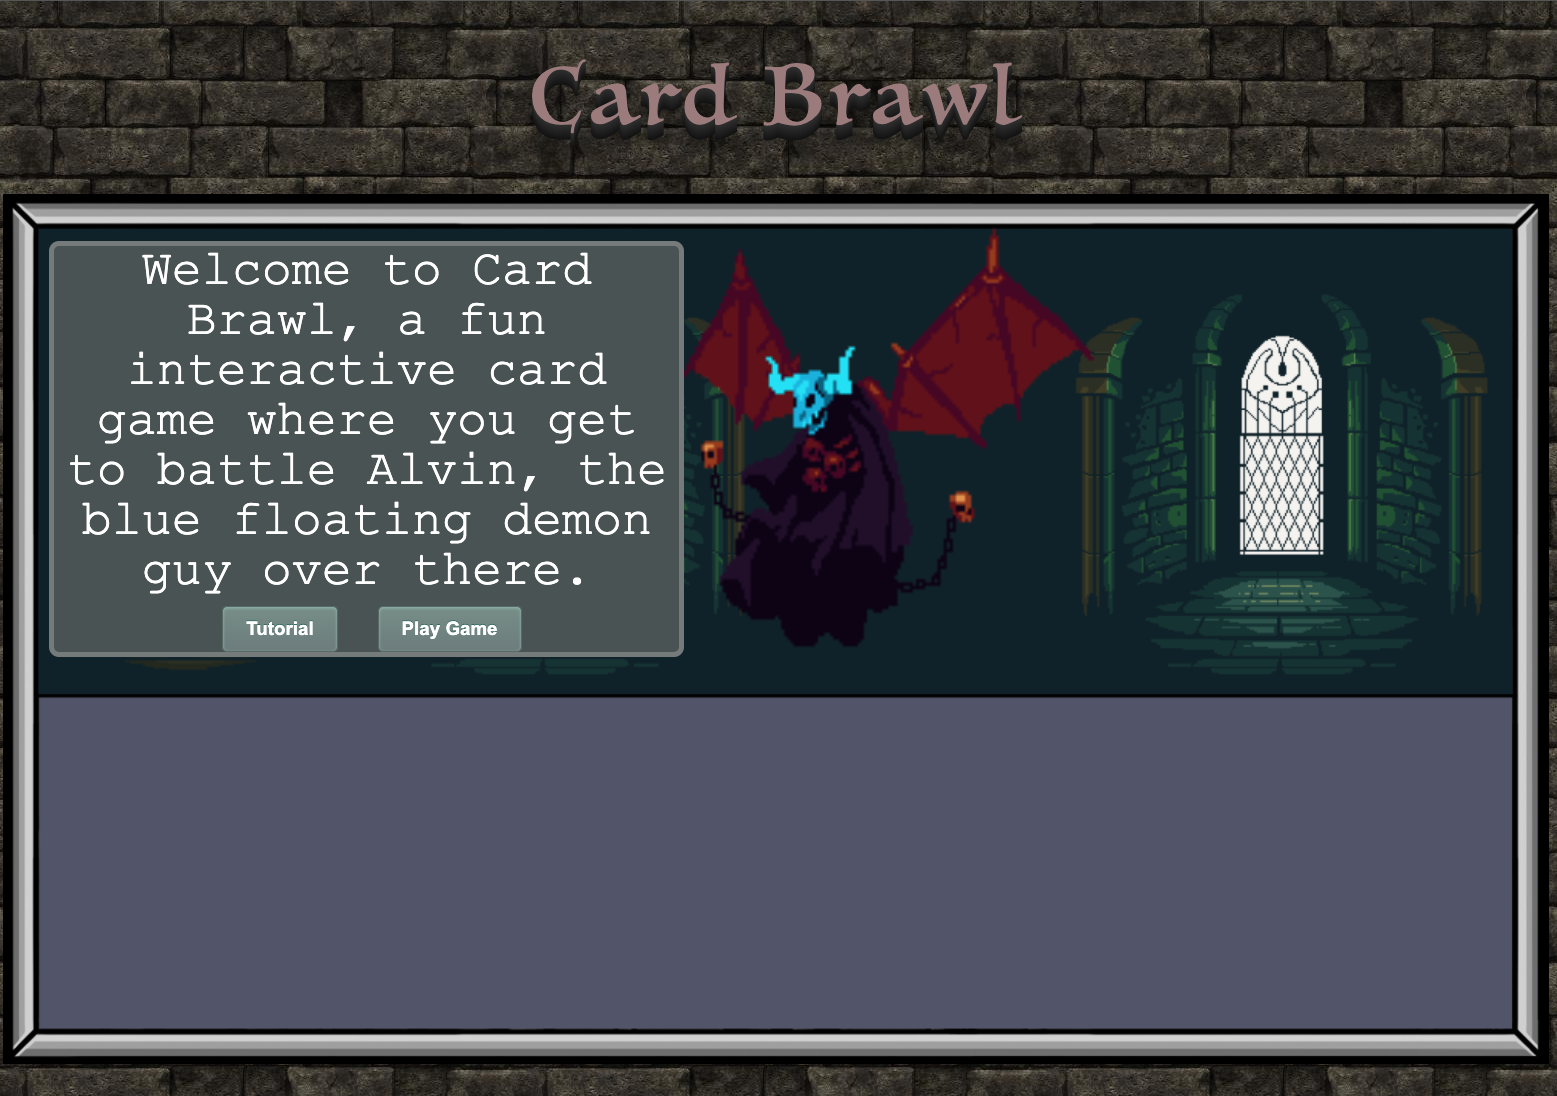 Card Brawl
Welcome to Card
Brawl, a fun
interactive card
game where you get
to battle Alvin, the
blue floating demon
guy over there.
Tutorial
Play Game